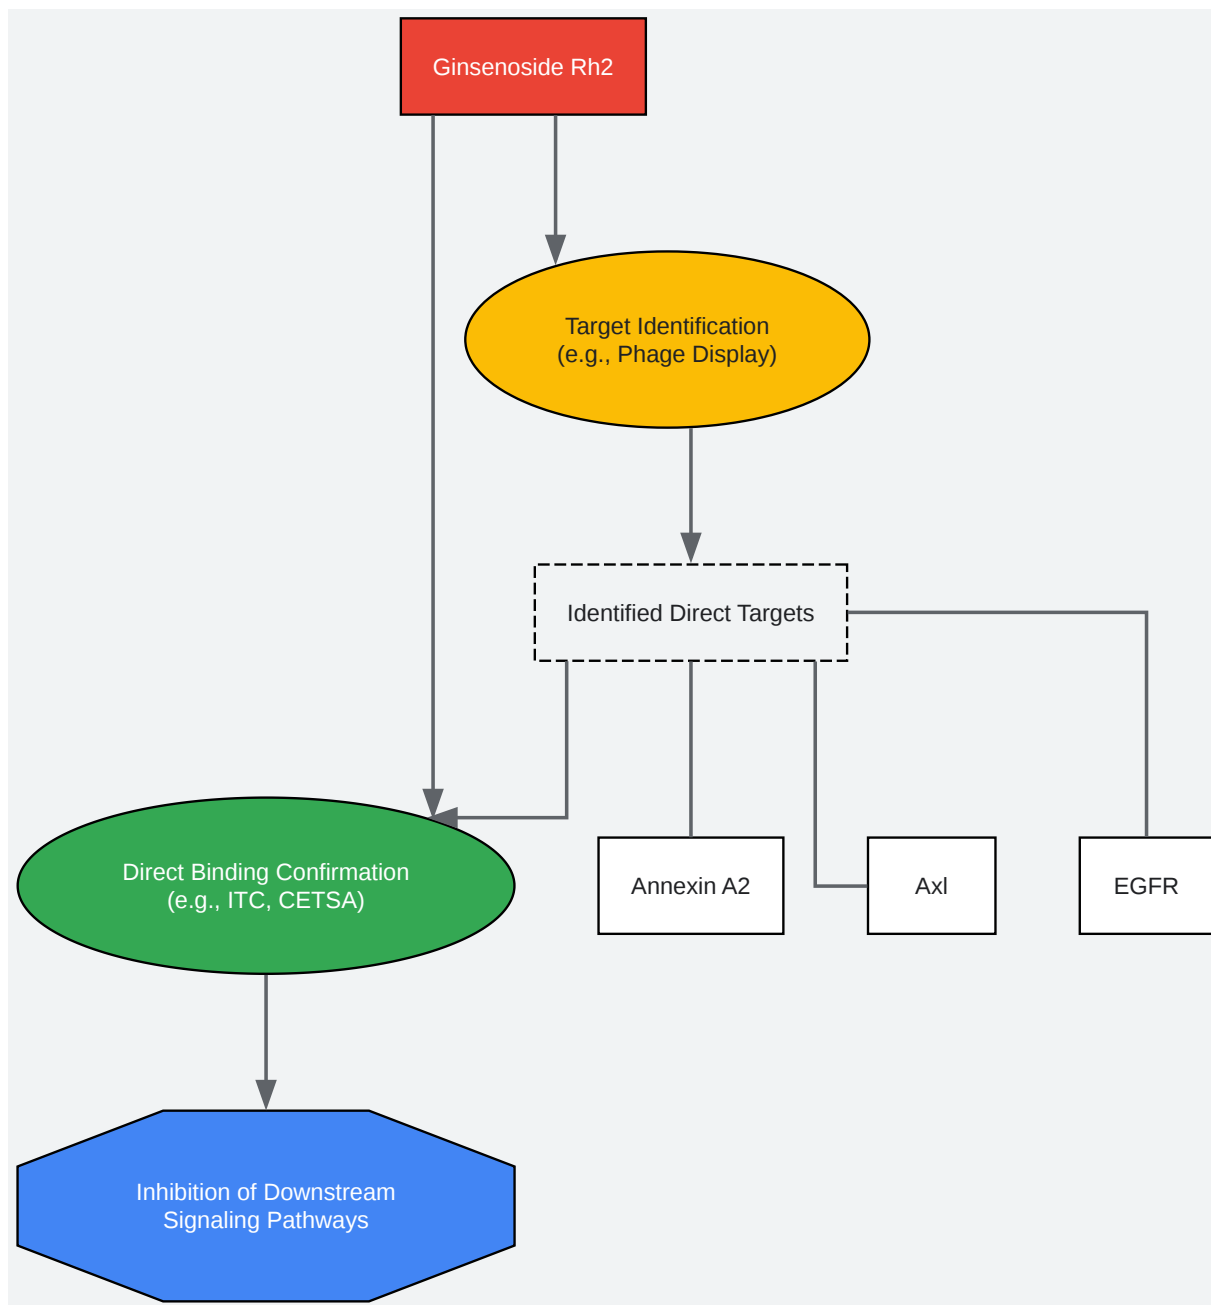 Ginsenoside Rh2
Target Identification
(e.g., Phage Display)
Identified Direct Targets
Direct Binding Confirmation
(e.g., ITC, CETSA)
Annexin A2
Axl
EGFR
Inhibition of Downstream
Signaling Pathways